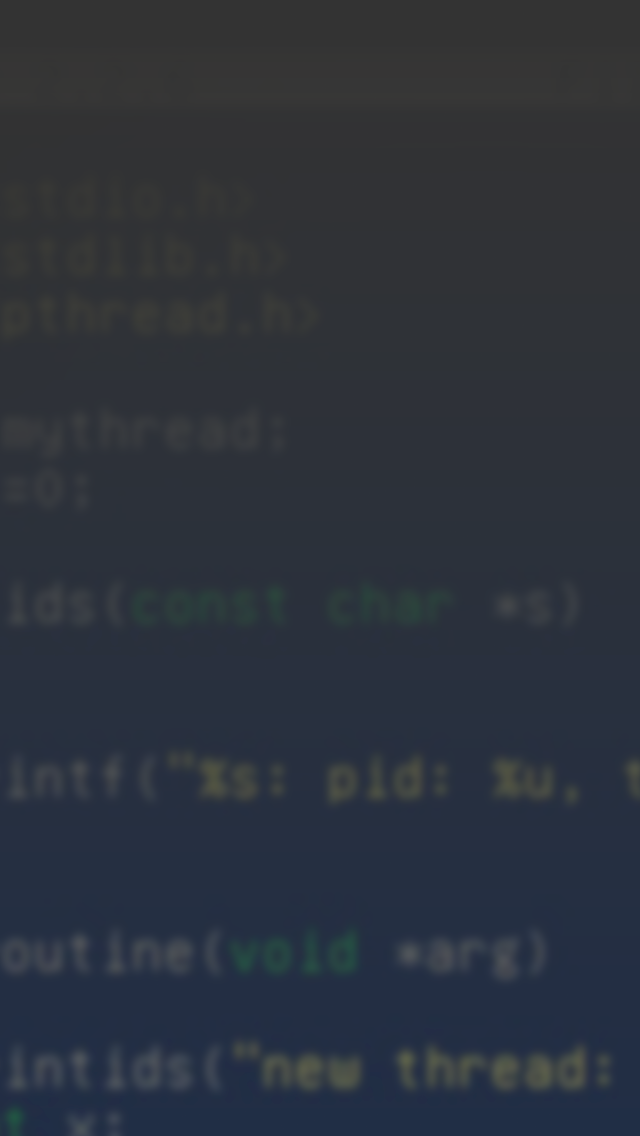 stdio.h>
stdlib.h>
pthread.h>
mythread;
=0;
ids(const char *s)
intf("%s: pid: %u, t
outine(void *arg)
intids("new thread:
t x;